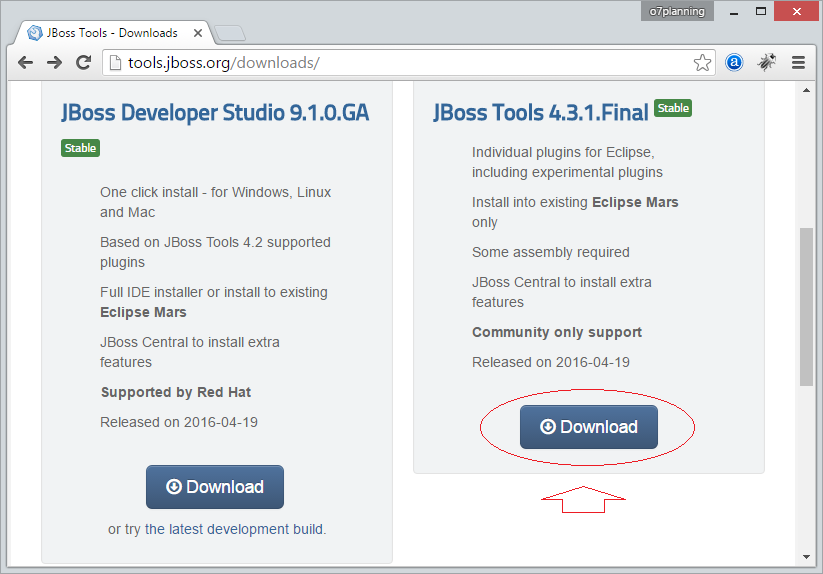 o7planning
JBoss Tools - Downloads
tools.jboss.org/downloads/
JBoss Developer Studio 9.1.0.GA
Stable
One click install - for Windows, Linux
and Mac
Based on JBoss Tools 4.2 supported
plugins
Full IDE installer or install to existing
Eclipse Mars
JBoss Central to install extra
features
Supported by Red Hat
Released on 2016-04-19
Download
or try the latest development build.
JBoss Tools 4.3.1.Final Stable
Individual plugins for Eclipse,
including experimental plugins
Install into existing Eclipse Mars
only
Some assembly required
JBoss Central to install extra
features
Community only support
Released on 2016-04-19
Download